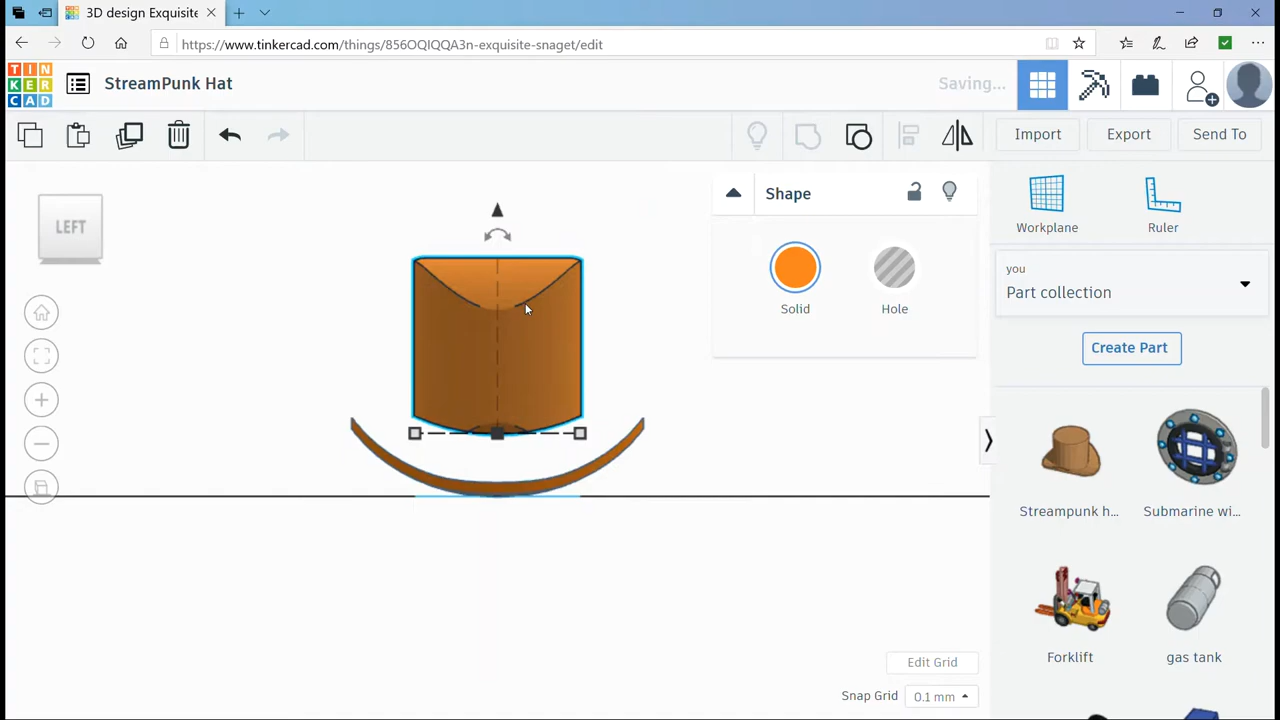 3D design Exquisite
https://www.tinkercad.com/things/856OQIQQA3n-exquisite-snaget/edit
TIN
KER
CAD
StreamPunk Hat
Saving...
Import
Export
Send To
LEFT
Shape
Solid
Hole
Workplane
Ruler
you
Part collection
Create Part
Streampunk h...
Submarine wi...
Forklift
gas tank
Edit Grid
Snap Grid
0.1 mm